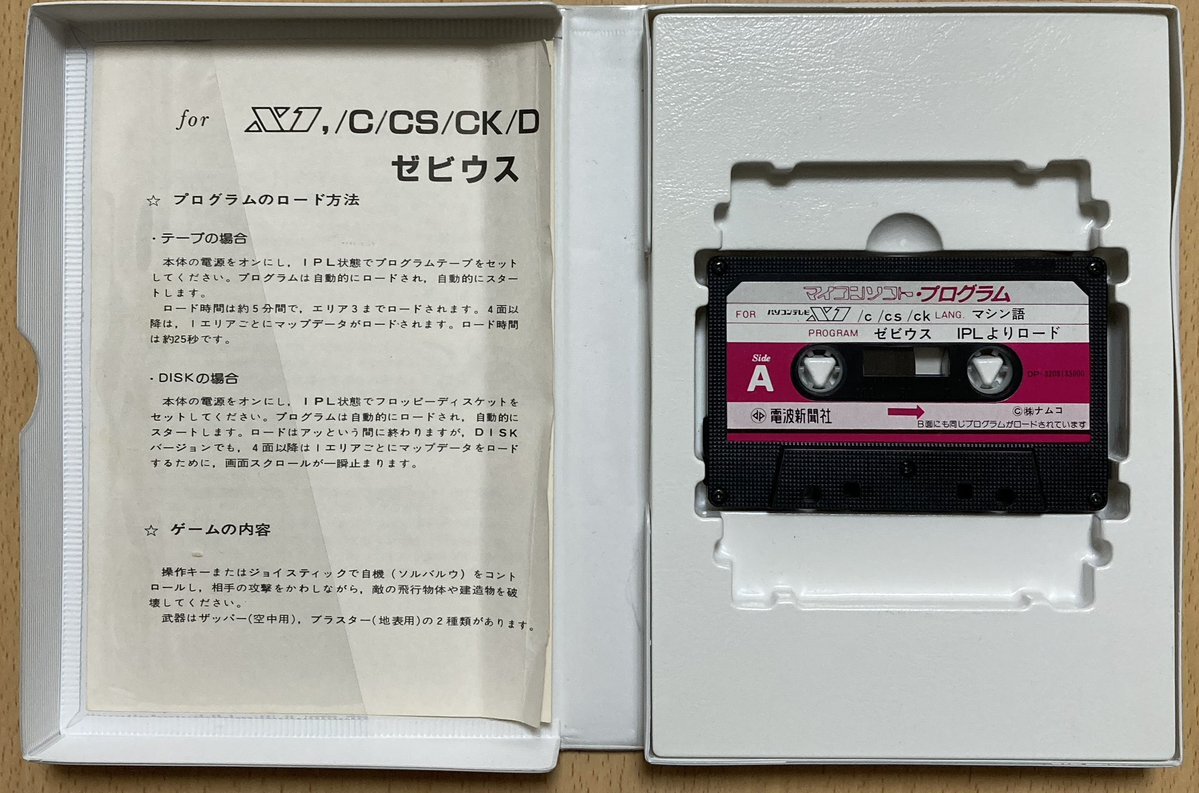 for X1,/C/CS/CK/D
ゼビウス
☆ プログラムのロード方法
・テープの場合
本体の電源をオンにし，ＩＰＬ状態でプログラムテープをセット
してください。プログラムは自動的にロードされ，自動的にスター
トします。
ロード時間は約５分間で，エリア３までロードされます。４面以
降は，１エリアごとにマップデータがロードされます。ロード時間
は約25秒です。
・DISKの場合
本体の電源をオンにし，ＩＰＬ状態でフロッピーディスケットを
セットしてください。プログラムは自動的にロードされ，自動的に
スタートします。ロードはアッという間に終わりますが，ＤＩＳＫ
バージョンでも，４面以降は１エリアごとにマップデータをロード
するために，画面スクロールが一瞬止まります。
☆ ゲームの内容
操作キーまたはジョイスティックで自機（ソルバルウ）をコント
ロールし，相手の攻撃をかわしながら，敵の飛行物体や建造物を破
壊してください。
武器はザッパー(空中用)，ブラスター(地表用)の２種類があります。
マイコンソフト・プログラム
FOR パソコンテレビ X1 /c /cs /ck LANG. マシン語
PROGRAM ゼビウス IPLよりロード
Side
A
電波新聞社
Ⓒ㈱ナムコ
B面にも同じプログラムがロードされています